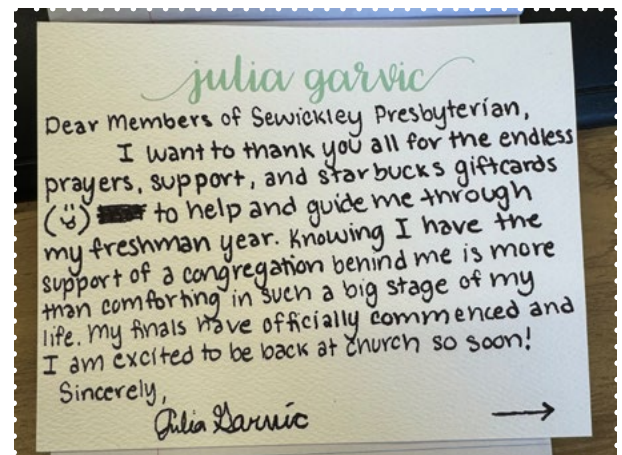 julia garvic
Dear Members of Sewickley Presbyterian,
I want to thank you all for the endless
prayers, support, and starbucks giftcards
(ü) to help and guide me through
my freshman year. Knowing I have the
support of a congregation behind me is more
than comforting in such a big stage of my
life. My finals have officially commenced and
I am excited to be back at church so soon!
Sincerely,
Julia Garvic